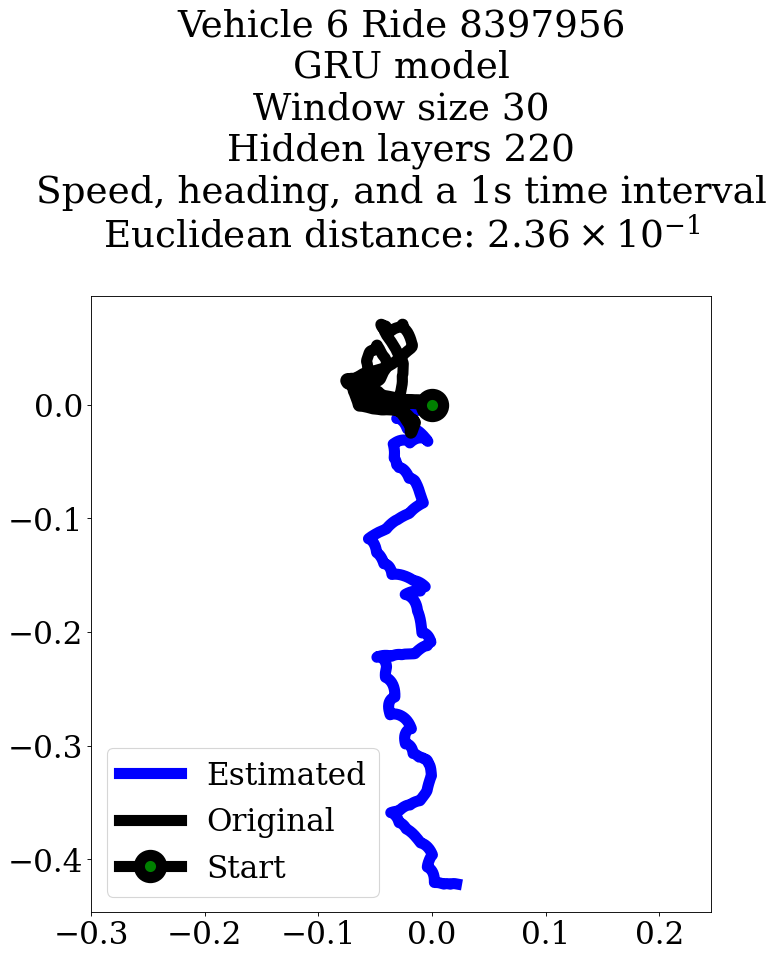 Vehicle 6 Ride 8397956
GRU model
Window size 30
Hidden layers 220
Speed, heading, and a 1s time interval
Euclidean distance: 2.36 × 10⁻¹
0.0
−0.1
−0.2
−0.3
−0.4
Estimated
Original
Start
−0.3 −0.2 −0.1 0.0 0.1 0.2